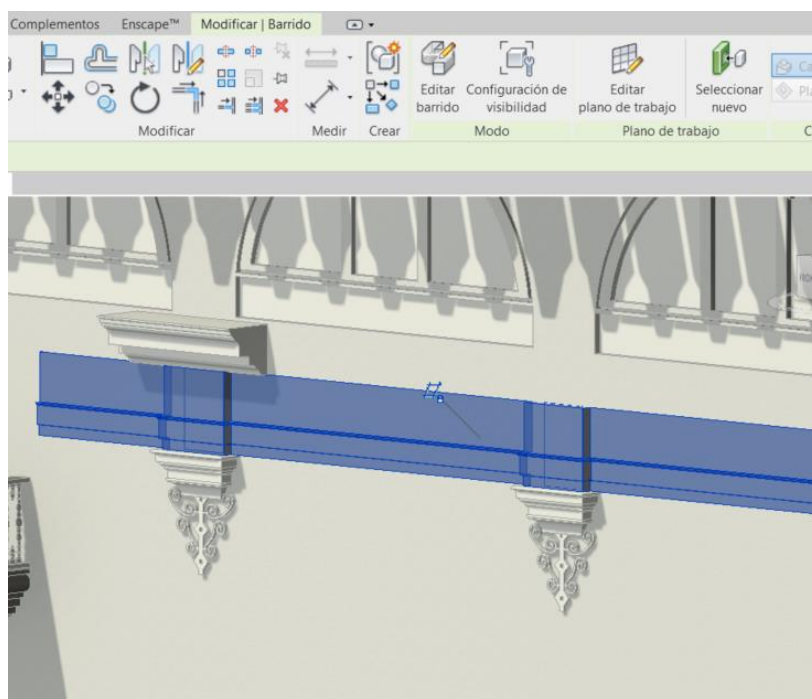 Complementos Enscape™ Modificar | Barrido
Editar barrido
Configuración de visibilidad
Editar plano de trabajo
Seleccionar nuevo
Modificar Medir Crear Modo Plano de trabajo